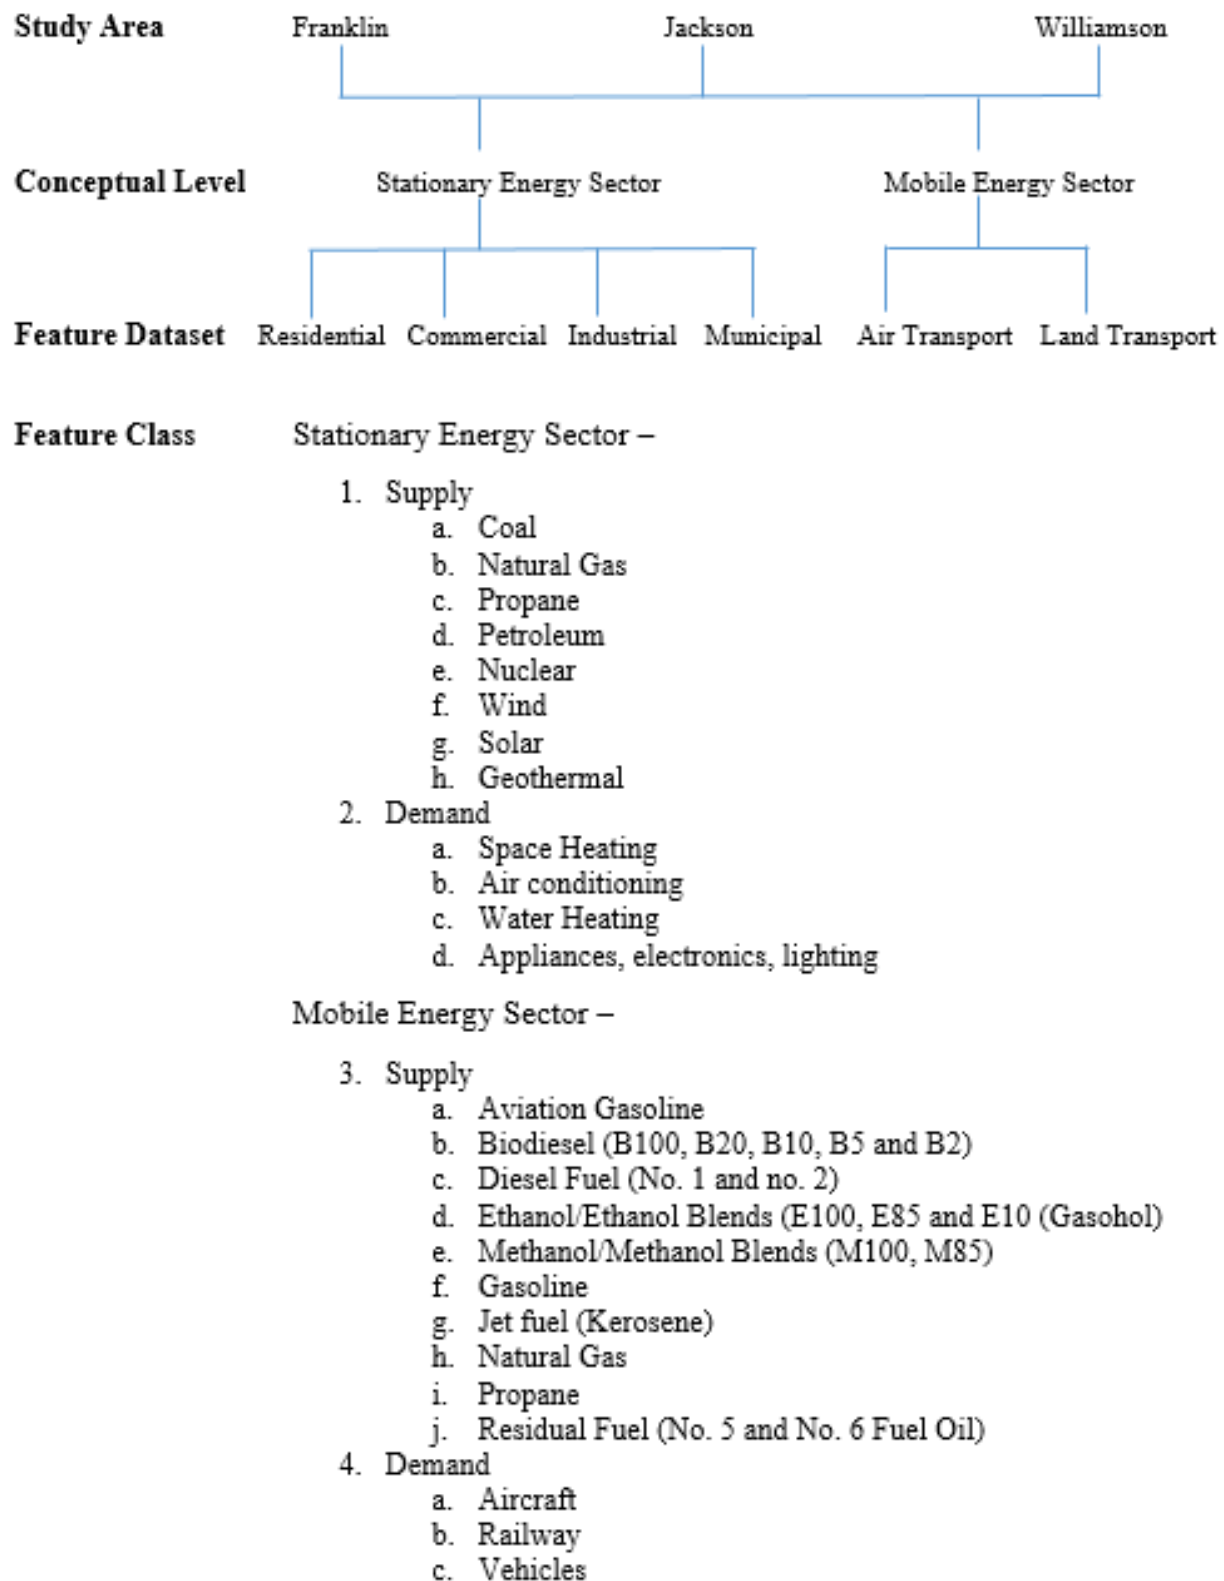 Study Area Franklin Jackson Williamson
Conceptual Level Stationary Energy Sector Mobile Energy Sector
Feature Dataset Residential Commercial Industrial Municipal Air Transport Land Transport
Feature Class Stationary Energy Sector –
1. Supply
a. Coal
b. Natural Gas
c. Propane
d. Petroleum
e. Nuclear
f. Wind
g. Solar
h. Geothermal
2. Demand
a. Space Heating
b. Air conditioning
c. Water Heating
d. Appliances, electronics, lighting
Mobile Energy Sector –
3. Supply
a. Aviation Gasoline
b. Biodiesel (B100, B20, B10, B5 and B2)
c. Diesel Fuel (No. 1 and no. 2)
d. Ethanol/Ethanol Blends (E100, E85 and E10 (Gasohol)
e. Methanol/Methanol Blends (M100, M85)
f. Gasoline
g. Jet fuel (Kerosene)
h. Natural Gas
i. Propane
j. Residual Fuel (No. 5 and No. 6 Fuel Oil)
4. Demand
a. Aircraft
b. Railway
c. Vehicles